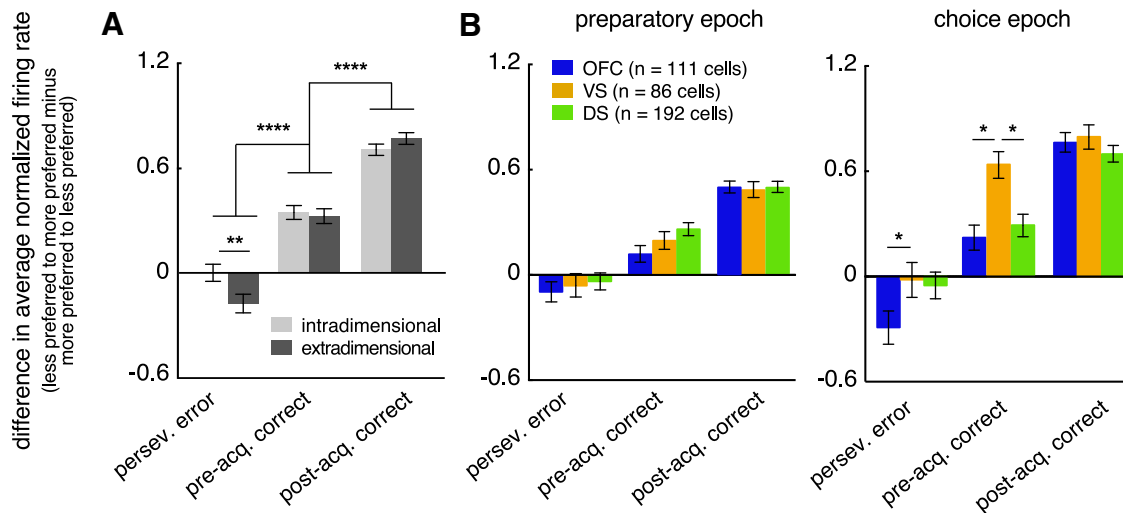 difference in average normalized firing rate
(less preferred to more preferred minus
more preferred to less preferred)
A
1.2
0.6
0
-0.6
****
****
**
intradimensional
extradimensional
persev. error
pre-acq. correct
post-acq. correct
B
preparatory epoch
1.2
0.6
0
-0.6
OFC (n = 111 cells)
VS (n = 86 cells)
DS (n = 192 cells)
persev. error
pre-acq. correct
post-acq. correct
choice epoch
1.2
0.6
0
-0.6
*
*
*
persev. error
pre-acq. correct
post-acq. correct